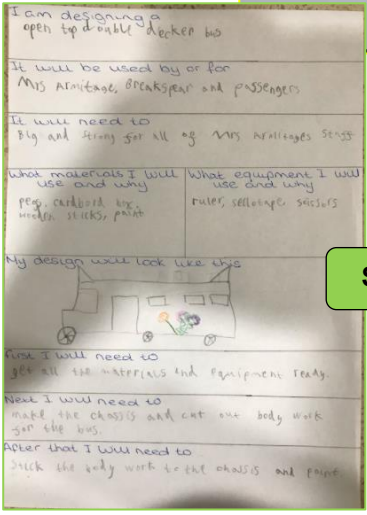 I am designing a
open top double decker bus
It will be used by or for
Mrs Armitage, Breakspear and passengers
It will need to
Big and strong for all of Mrs Armitages stuff
What materials I will
use and why
pens, cardbord box,
wooden sticks, paint
What equipment I will
use and why
ruler, sellotape, scissors
My design will look like this
S
First I will need to
get all the materials and equipment ready.
Next I will need to
make the chassis and cut out body work
for the bus.
After that I will need to
stick the body work to the chassis and paint.